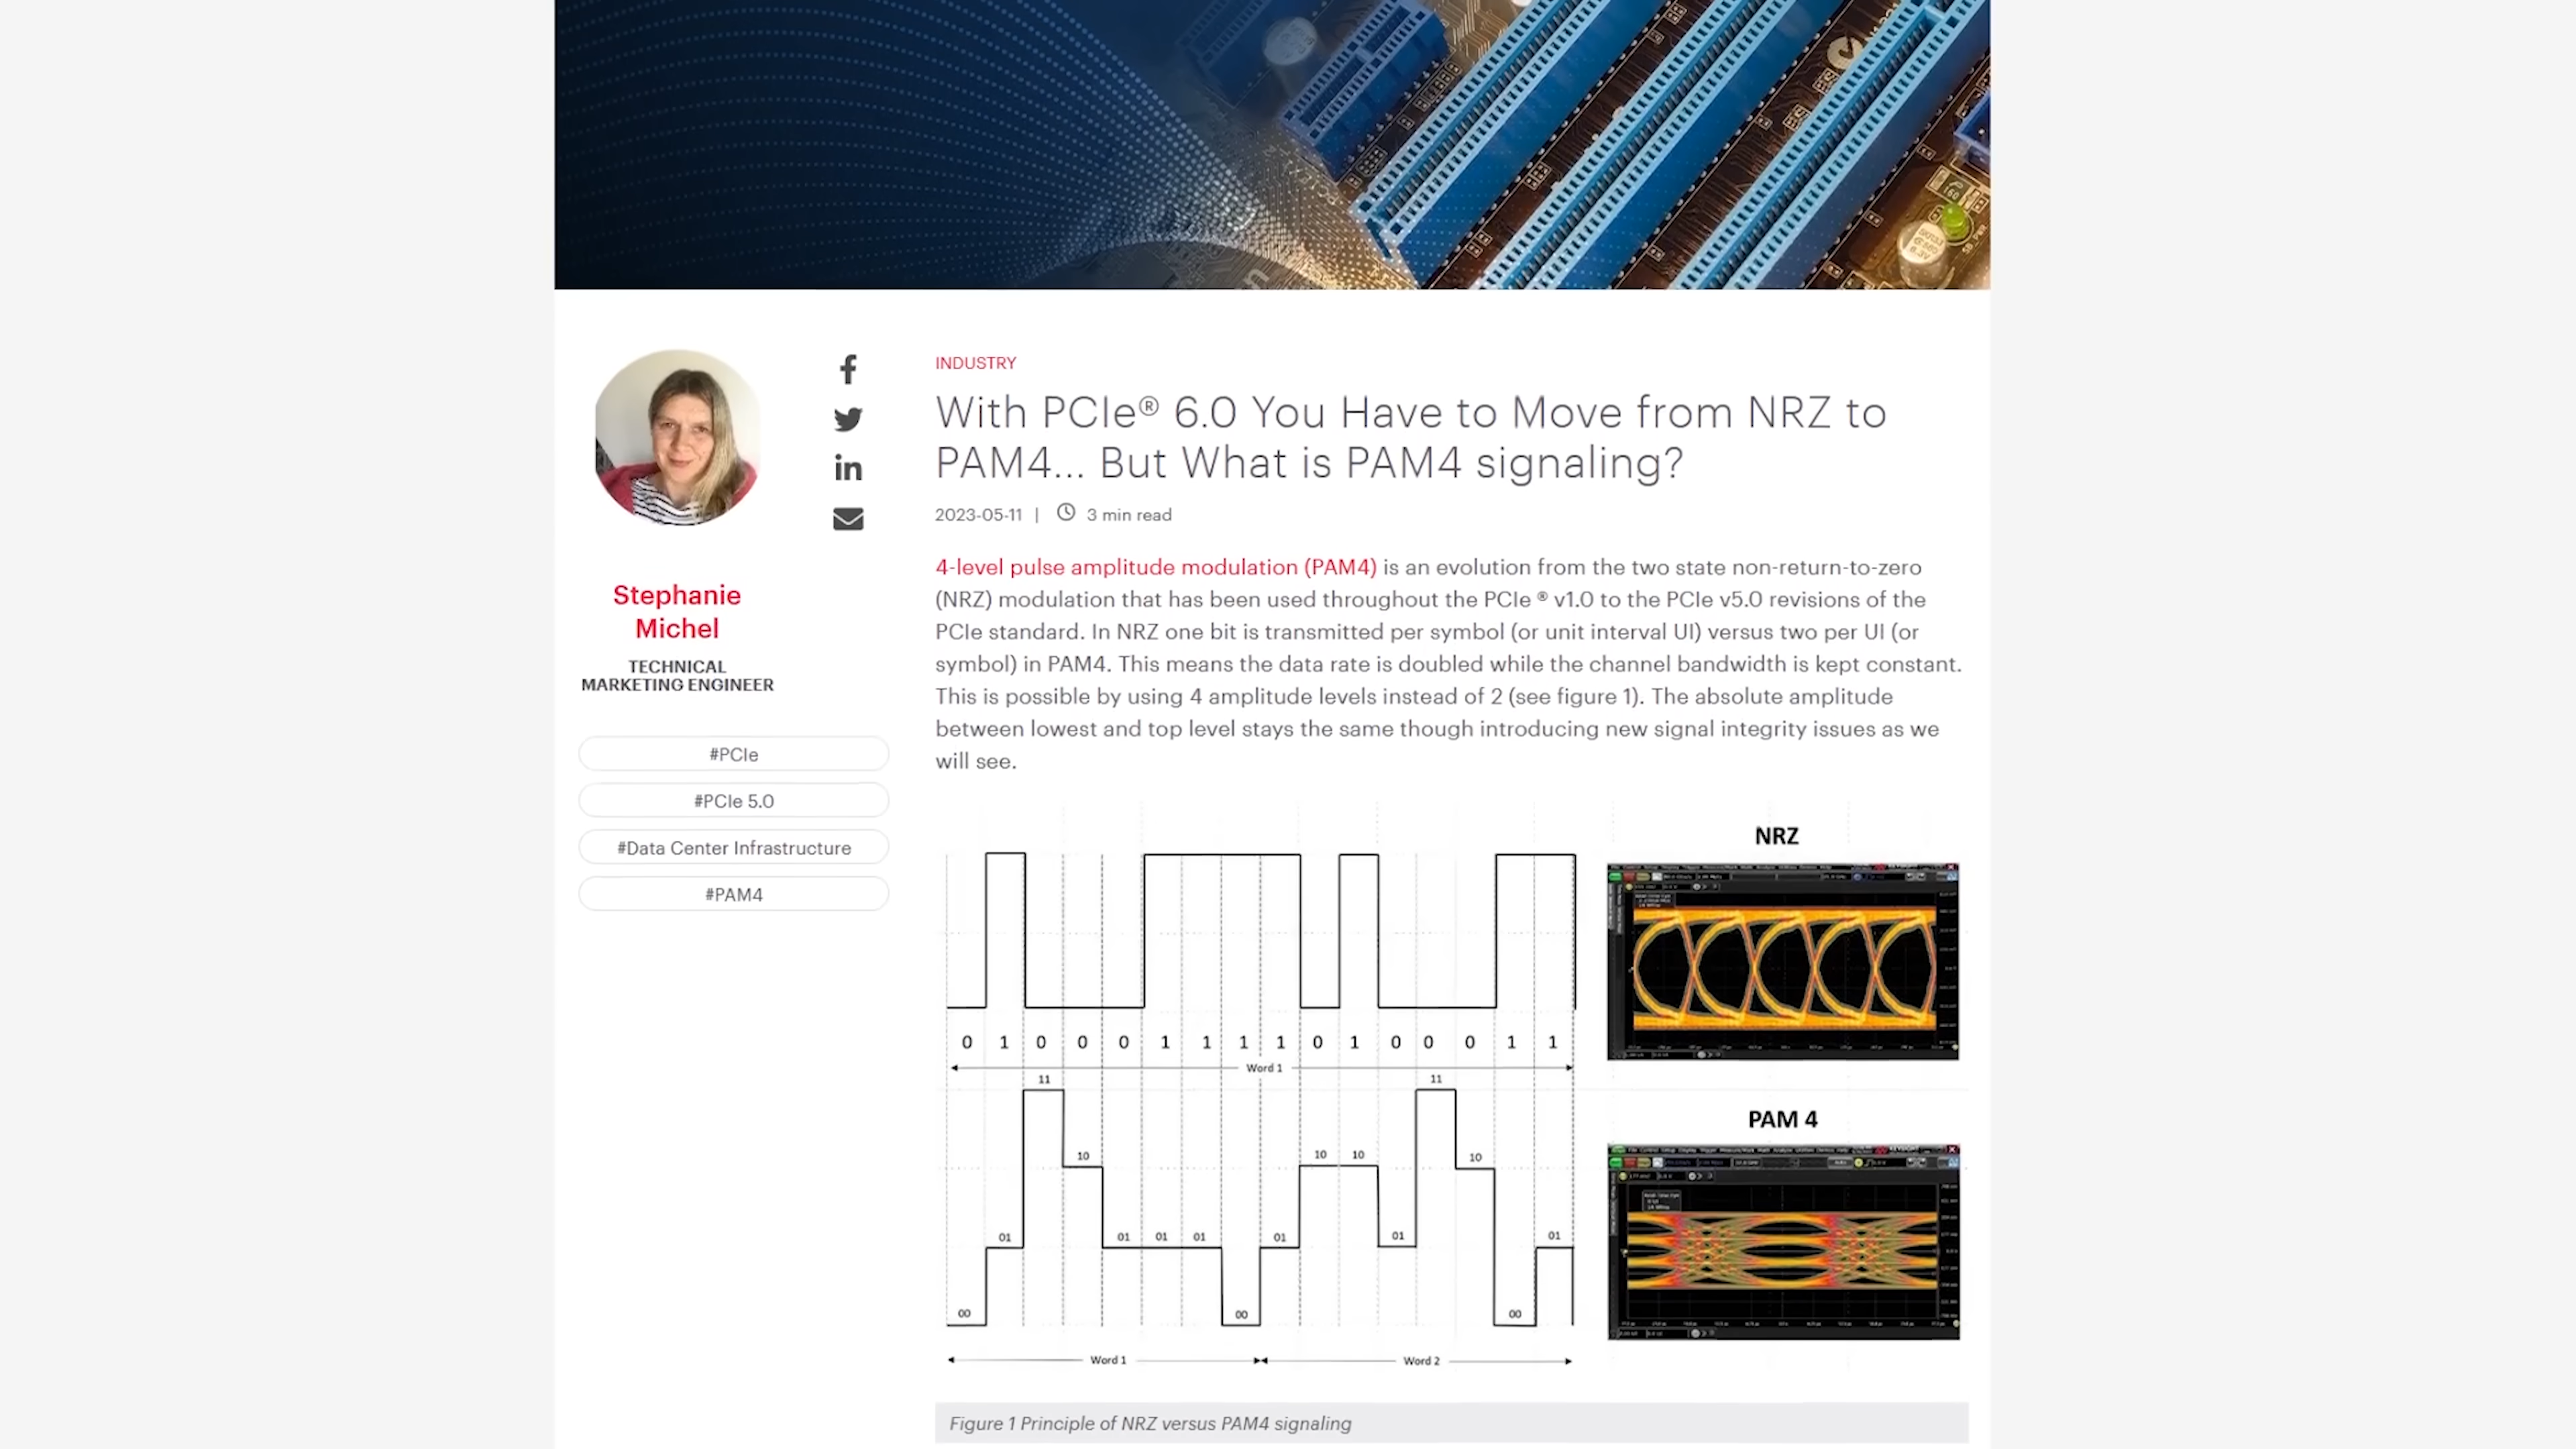 Stephanie
Michel
TECHNICAL
MARKETING ENGINEER
#PCIe
#PCIe 5.0
#Data Center Infrastructure
#PAM4
INDUSTRY
With PCIe® 6.0 You Have to Move from NRZ to
PAM4... But What is PAM4 signaling?
2023-05-11 | 3 min read
4-level pulse amplitude modulation (PAM4) is an evolution from the two state non-return-to-zero
(NRZ) modulation that has been used throughout the PCIe ® v1.0 to the PCIe v5.0 revisions of the
PCIe standard. In NRZ one bit is transmitted per symbol (or unit interval UI) versus two per UI (or
symbol) in PAM4. This means the data rate is doubled while the channel bandwidth is kept constant.
This is possible by using 4 amplitude levels instead of 2 (see figure 1). The absolute amplitude
between lowest and top level stays the same though introducing new signal integrity issues as we
will see.
NRZ
0 1 0 0 0 1 1 1 1 0 1 0 0 0 1 1
Word 1
11 11
PAM 4
10 10 10 10
01 01 01 01 01 01 01
00 00 00
Word 1 Word 2
Figure 1 Principle of NRZ versus PAM4 signaling